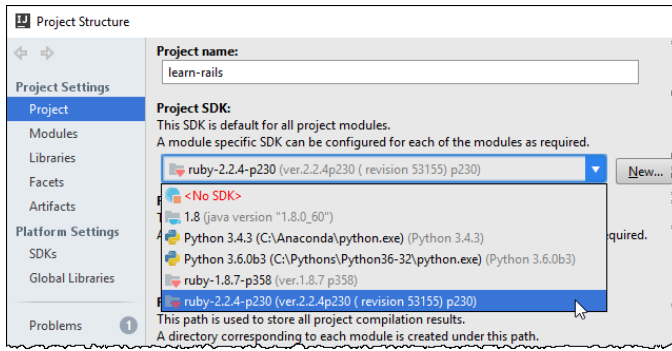 Project Structure
Project name:
learn-rails
Project Settings
Project
Modules
Libraries
Facets
Artifacts
Platform Settings
SDKs
Global Libraries
Problems
1
Project SDK:
This SDK is default for all project modules.
A module specific SDK can be configured for each of the modules as required.
ruby-2.2.4-p230 (ver.2.2.4p230 ( revision 53155) p230)
New...
<No SDK>
1.8 (java version "1.8.0_60")
Python 3.4.3 (C:\Anaconda\python.exe) (Python 3.4.3)
quired.
Python 3.6.0b3 (C:\Pythons\Python36-32\python.exe) (Python 3.6.0b3)
ruby-1.8.7-p358 (ver.1.8.7 p358)
ruby-2.2.4-p230 (ver.2.2.4p230 ( revision 53155) p230)
This path is used to store all project compilation results.
A directory corresponding to each module is created under this path.